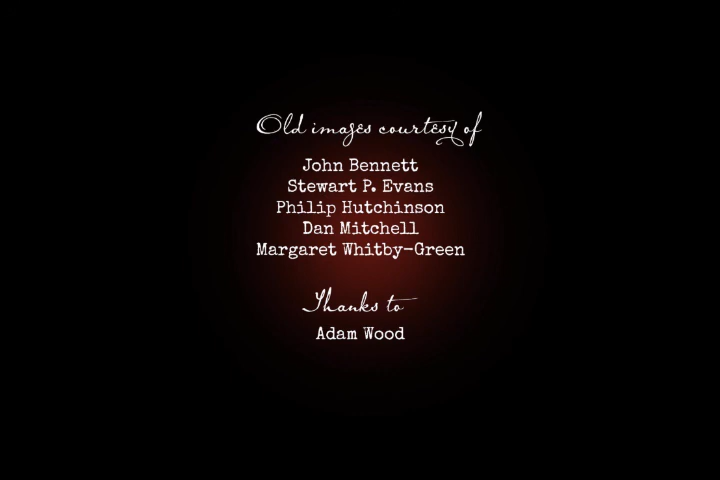 Old images courtesy of
John Bennett
Stewart P. Evans
Philip Hutchinson
Dan Mitchell
Margaret Whitby-Green
Thanks to
Adam Wood